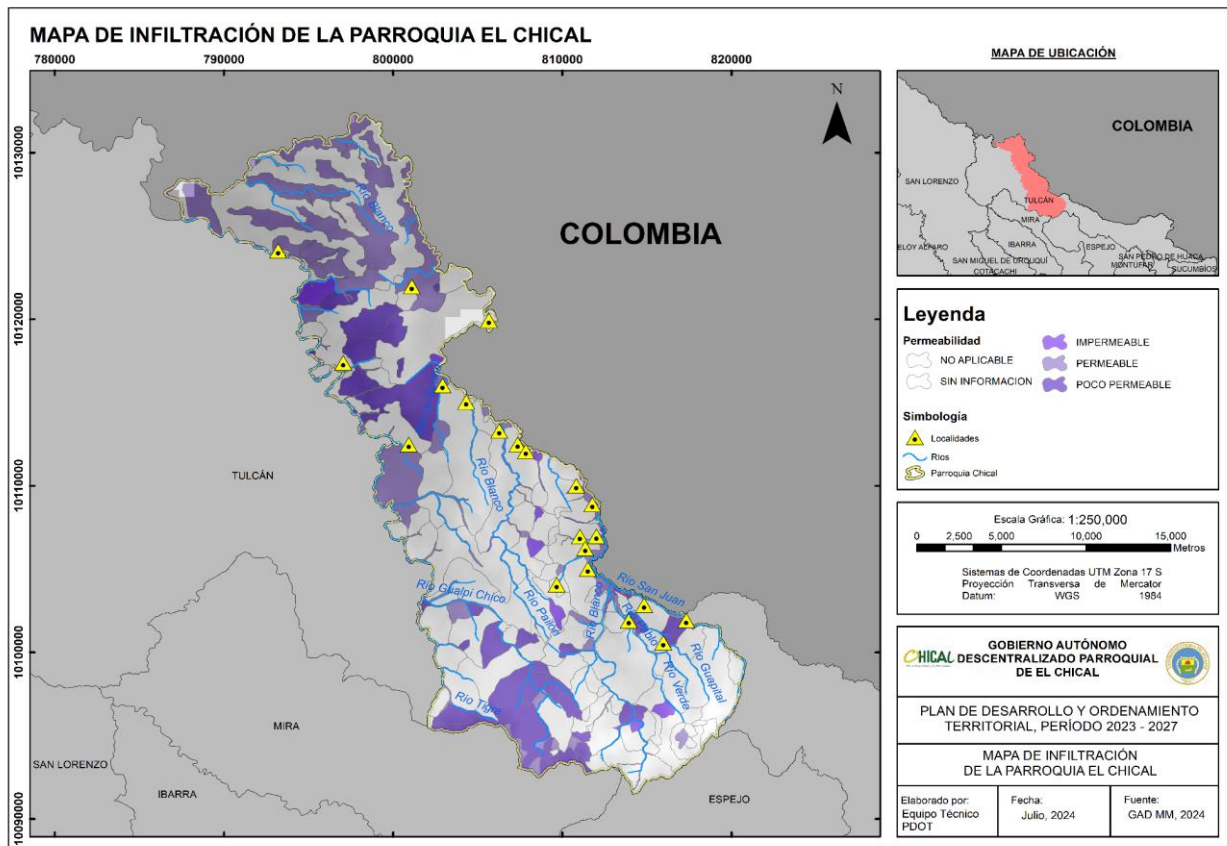 MAPA DE INFILTRACIÓN DE LA PARROQUIA EL CHICAL
780000 790000 800000 810000 820000
10130000
10120000
10110000
10100000
10090000
N
COLOMBIA
Río Blanco
Río Blanco
Río Gualpí Chico
Río Pailón
Río Blanco
Río San Juan
Río Verde
Río Guapital
Río Tigre
TULCÁN
MIRA
SAN LORENZO
IBARRA
ESPEJO
MAPA DE UBICACIÓN
COLOMBIA
SAN LORENZO
TULCÁN
MIRA
ELOY ALFARO
IBARRA
ESPEJO
SAN PEDRO DE HUACA
SAN MIGUEL DE URCUQUÍ
MONTUFAR
COTACACHI
SUCUMBÍOS
Leyenda
Permeabilidad
NO APLICABLE
SIN INFORMACION
IMPERMEABLE
PERMEABLE
POCO PERMEABLE
Simbología
Localidades
Ríos
Parroquia Chical
Escala Gráfica: 1:250,000
0 2,500 5,000 10,000 15,000
Metros
Sistemas de Coordenadas UTM Zona 17 S
Proyección Transversa de Mercator
Datum: WGS 1984
CHICAL
GOBIERNO AUTÓNOMO
DESCENTRALIZADO PARROQUIAL
DE EL CHICAL
PLAN DE DESARROLLO Y ORDENAMIENTO
TERRITORIAL, PERÍODO 2023 - 2027
MAPA DE INFILTRACIÓN
DE LA PARROQUIA EL CHICAL
Elaborado por:
Equipo Técnico
PDOT
Fecha:
Julio, 2024
Fuente:
GAD MM, 2024